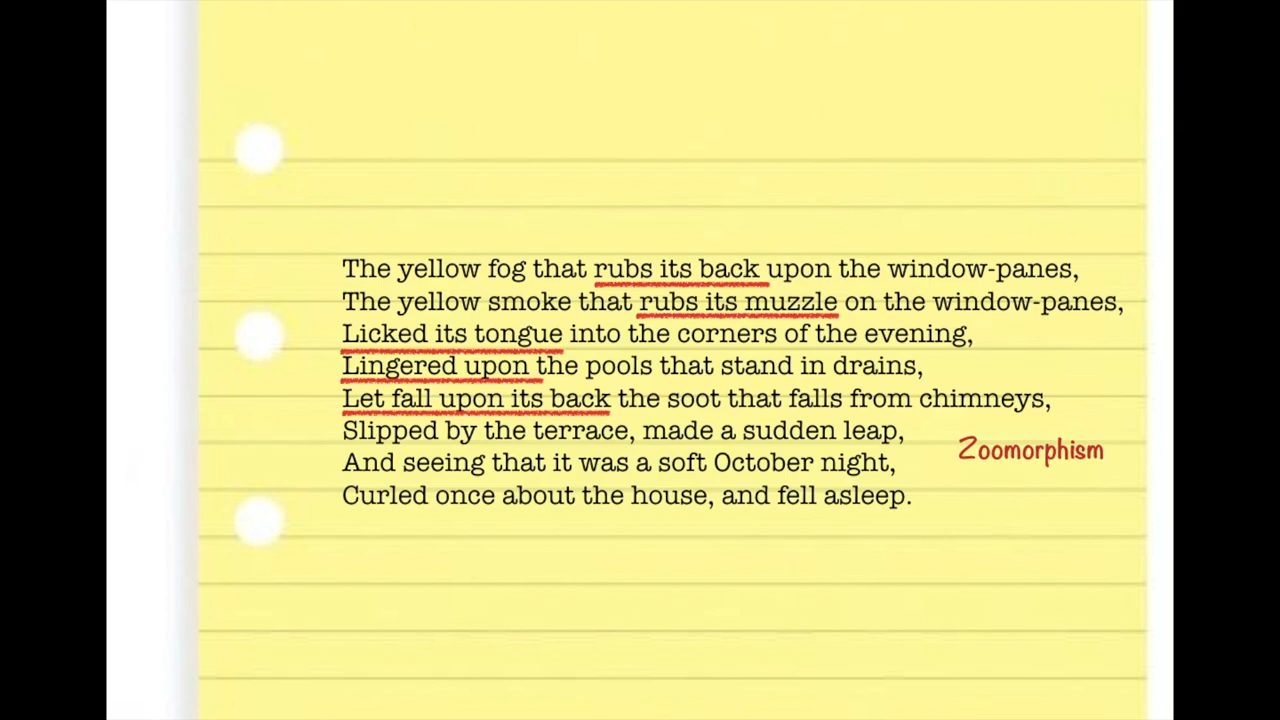 The yellow fog that rubs its back upon the window-panes,
The yellow smoke that rubs its muzzle on the window-panes,
Licked its tongue into the corners of the evening,
Lingered upon the pools that stand in drains,
Let fall upon its back the soot that falls from chimneys,
Slipped by the terrace, made a sudden leap,
And seeing that it was a soft October night,
Curled once about the house, and fell asleep.
Zoomorphism